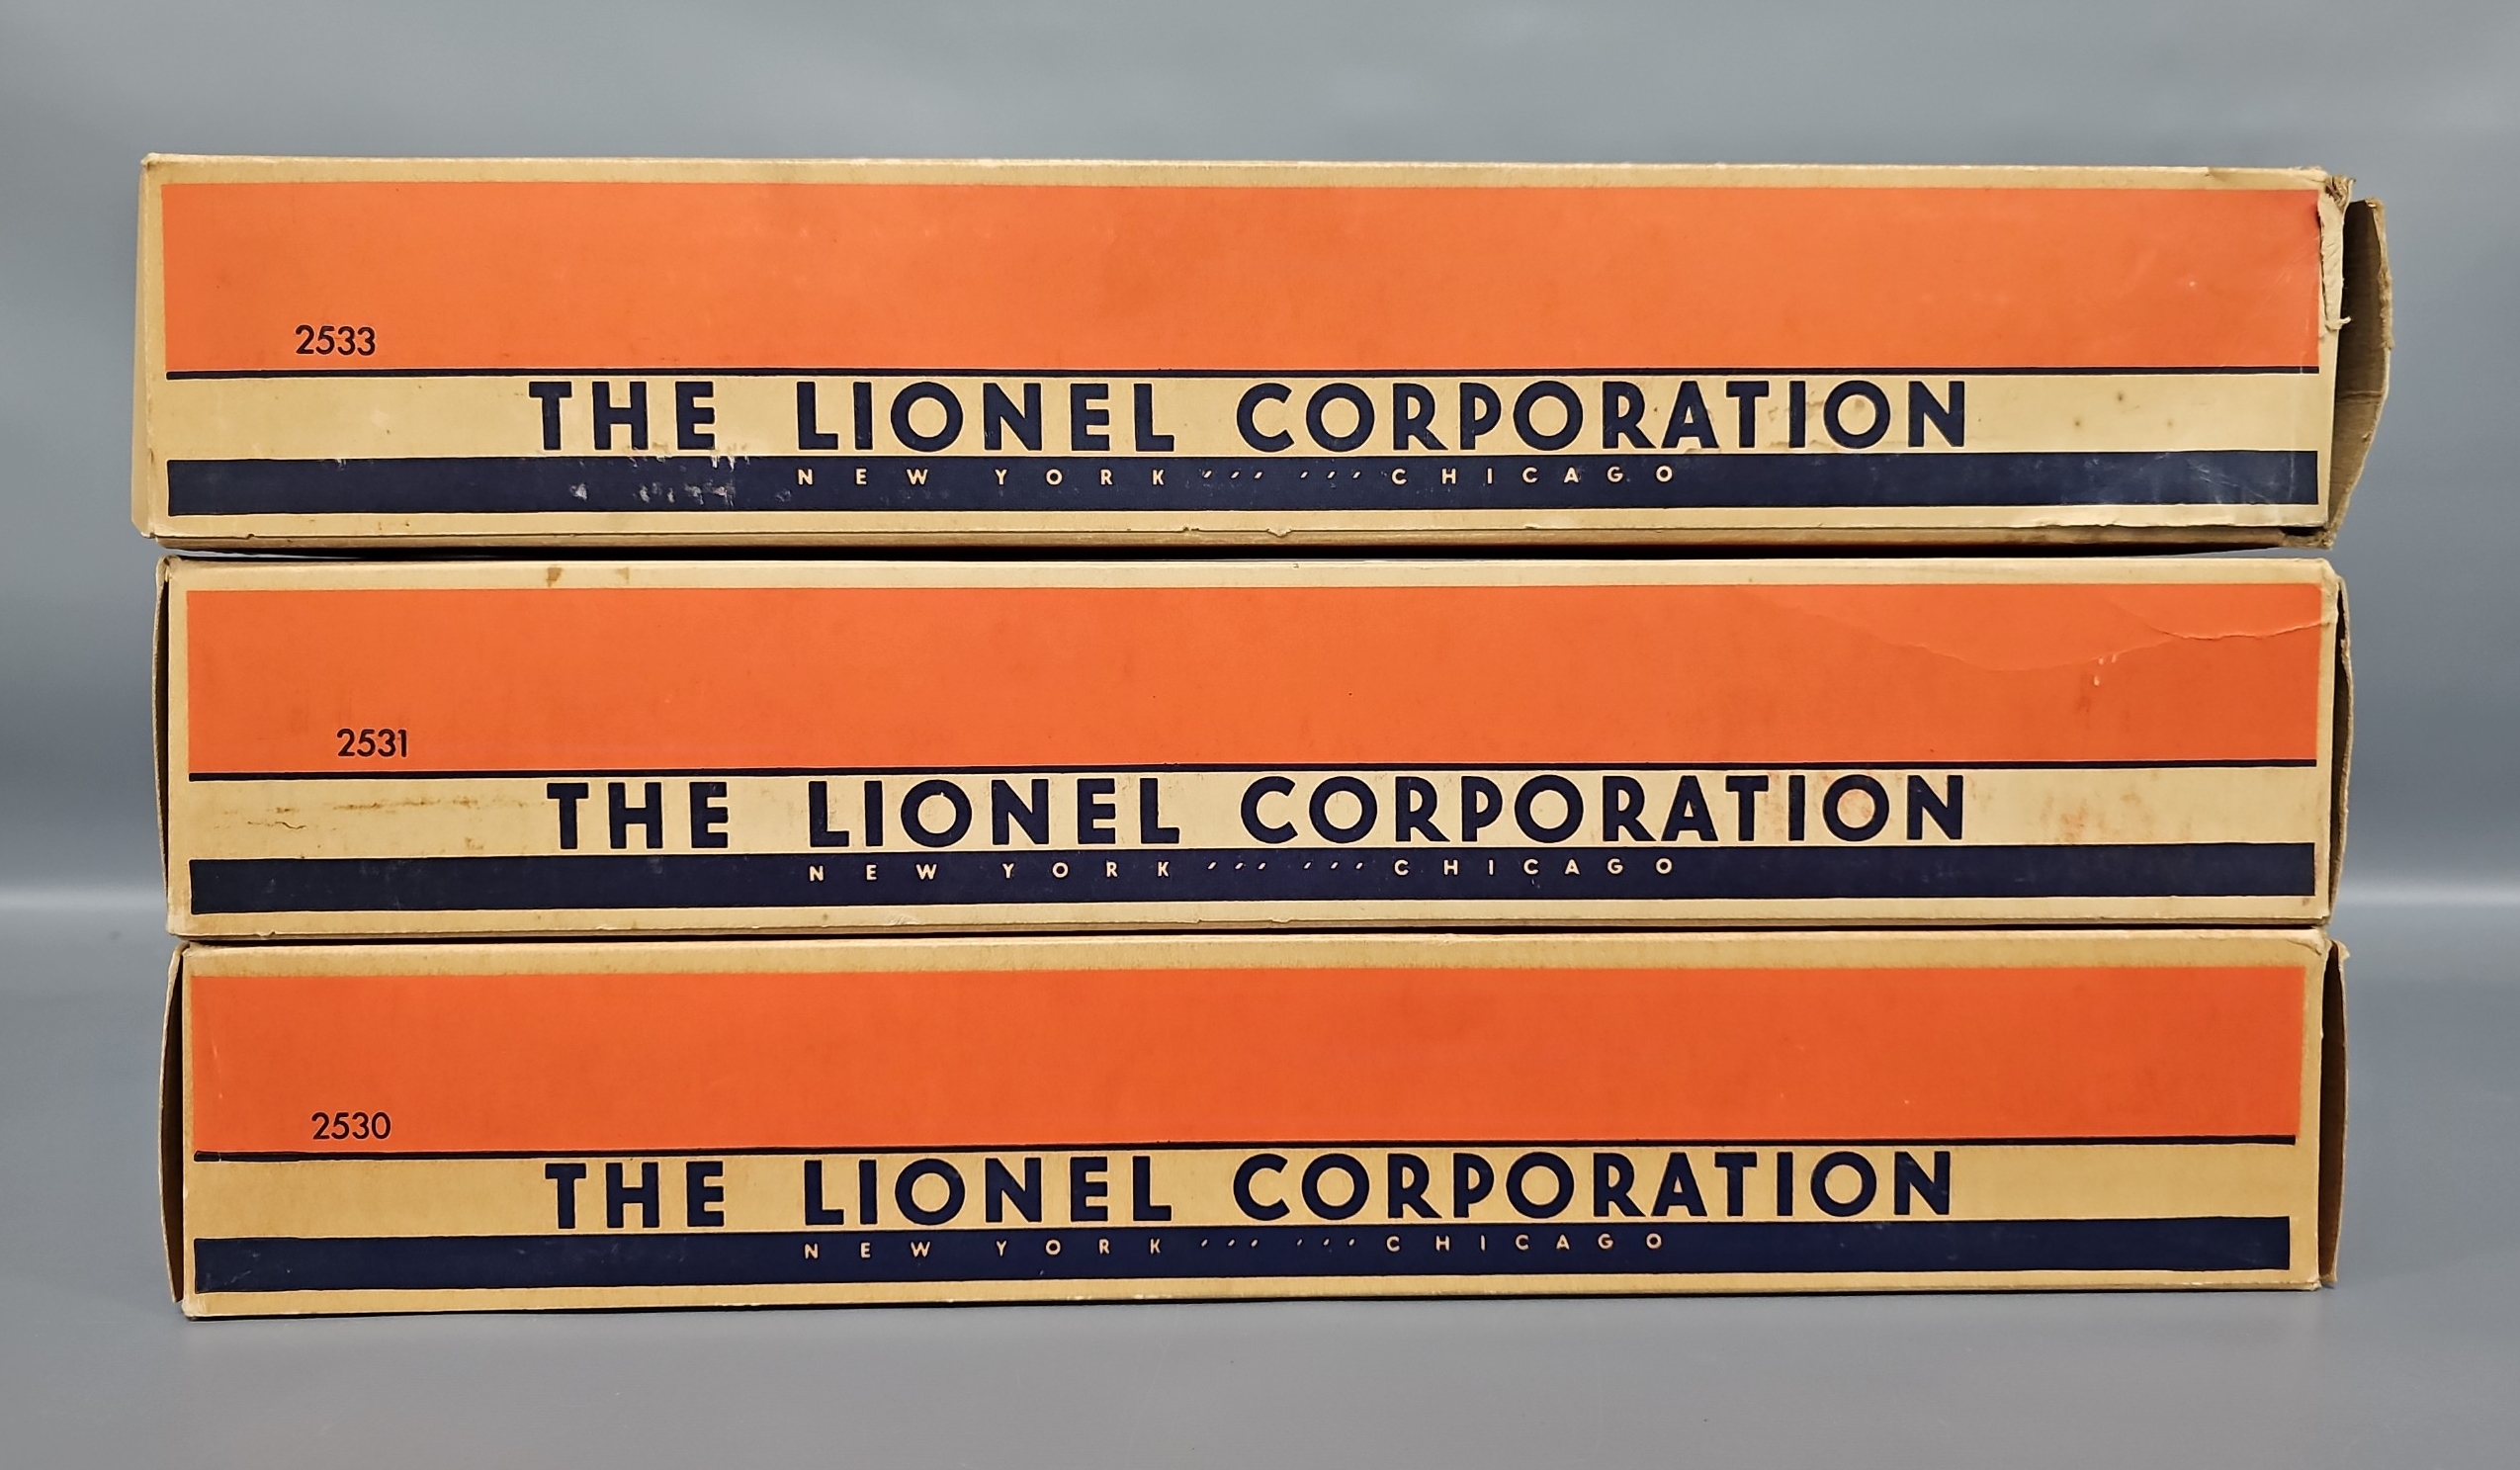 2533
THE LIONEL CORPORATION
NEW YORK ''' '''CHICAGO
2531
THE LIONEL CORPORATION
NEW YORK ''' '''CHICAGO
2530
THE LIONEL CORPORATION
NEW YORK ''' '''CHICAGO